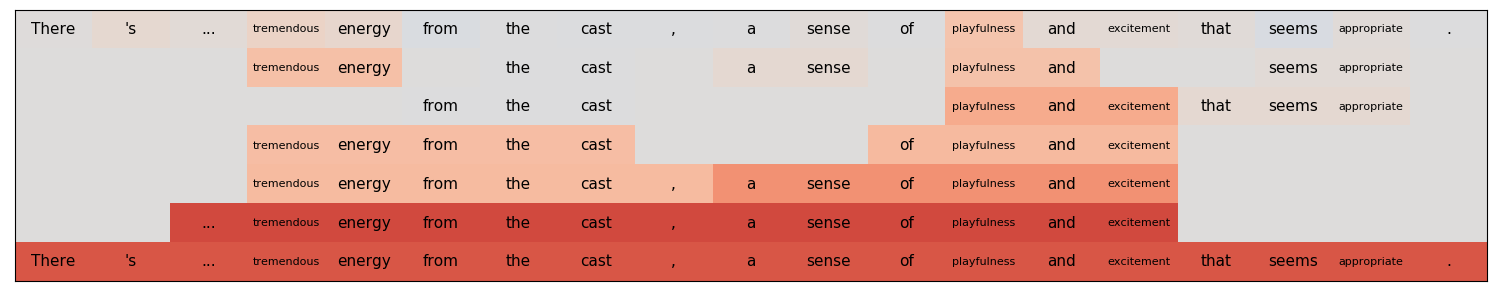 There 's ... tremendous energy from the cast , a sense of playfulness and excitement that seems appropriate .
tremendous energy the cast a sense playfulness and seems appropriate
from the cast playfulness and excitement that seems appropriate
tremendous energy from the cast of playfulness and excitement
tremendous energy from the cast , a sense of playfulness and excitement
... tremendous energy from the cast , a sense of playfulness and excitement
There 's ... tremendous energy from the cast , a sense of playfulness and excitement that seems appropriate .